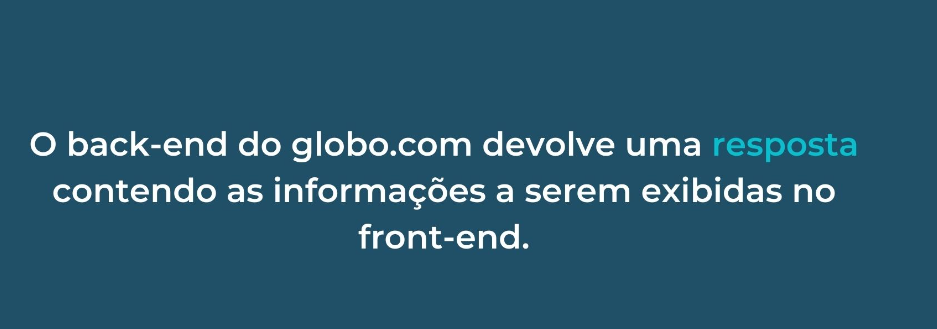 O back-end do globo.com devolve uma resposta
contendo as informações a serem exibidas no
front-end.